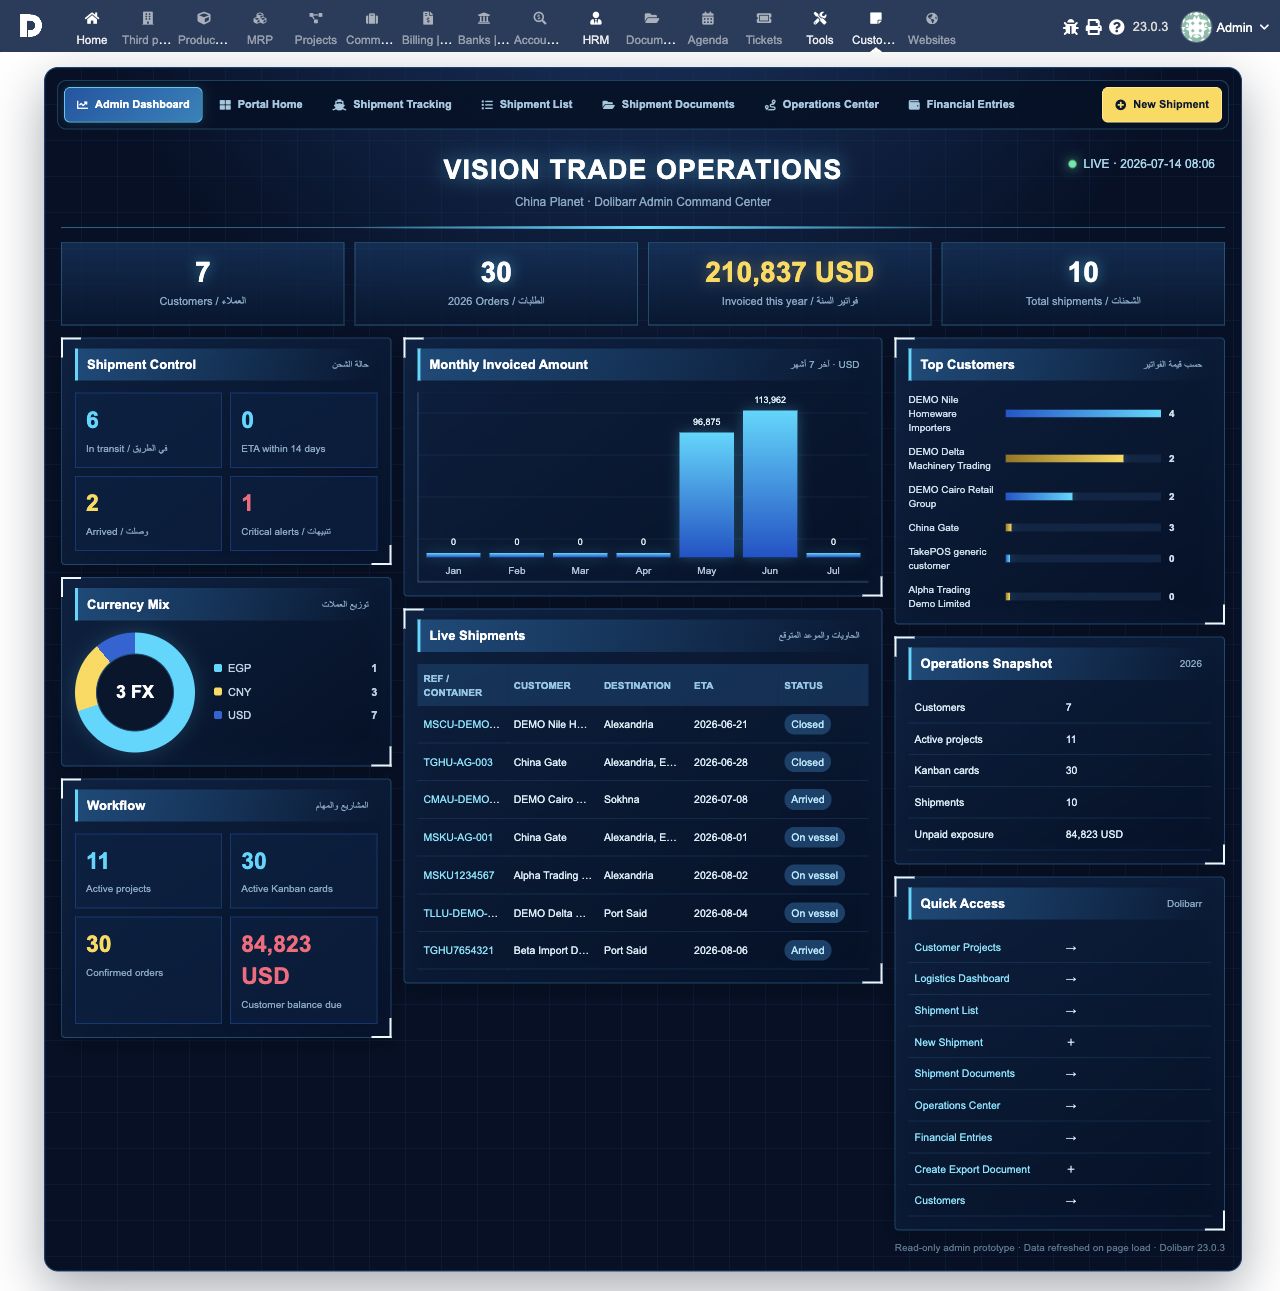 Home
Third p...
Produc...
MRP
Projects
Comm...
Billing |...
Banks |...
Accou...
HRM
Docum...
Agenda
Tickets
Tools
Custo...
Websites
23.0.3
Admin
Admin Dashboard
Portal Home
Shipment Tracking
Shipment List
Shipment Documents
Operations Center
Financial Entries
New Shipment
VISION TRADE OPERATIONS
LIVE · 2026-07-14 08:06
China Planet · Dolibarr Admin Command Center
7
Customers / العملاء
30
2026 Orders / الطلبات
210,837 USD
Invoiced this year / فواتير السنة
10
Total shipments / الشحنات
Shipment Control
حالة الشحن
6
In transit / في الطريق
0
ETA within 14 days
2
Arrived / وصلت
1
Critical alerts / تنبيهات
Currency Mix
توزيع العملات
3 FX
EGP 1
CNY 3
USD 7
Workflow
المشاريع والمهام
11
Active projects
30
Active Kanban cards
30
Confirmed orders
84,823
USD
Customer balance due
Monthly Invoiced Amount
آخر 7 أشهر · USD
0
0
0
0
96,875
113,962
0
Jan Feb Mar Apr May Jun Jul
Live Shipments
الحاويات والموعد المتوقع
REF / CONTAINER CUSTOMER DESTINATION ETA STATUS
MSCU-DEMO... DEMO Nile H... Alexandria 2026-06-21 Closed
TGHU-AG-003 China Gate Alexandria, E... 2026-06-28 Closed
CMAU-DEMO... DEMO Cairo ... Sokhna 2026-07-08 Arrived
MSKU-AG-001 China Gate Alexandria, E... 2026-08-01 On vessel
MSKU1234567 Alpha Trading ... Alexandria 2026-08-02 On vessel
TLLU-DEMO-... DEMO Delta ... Port Said 2026-08-04 On vessel
TGHU7654321 Beta Import D... Port Said 2026-08-06 Arrived
Top Customers
حسب قيمة الفواتير
DEMO Nile
Homeware
Importers
4
DEMO Delta
Machinery Trading
2
DEMO Cairo Retail
Group
2
China Gate
3
TakePOS generic
customer
0
Alpha Trading
Demo Limited
0
Operations Snapshot
2026
Customers 7
Active projects 11
Kanban cards 30
Shipments 10
Unpaid exposure 84,823 USD
Quick Access
Dolibarr
Customer Projects →
Logistics Dashboard →
Shipment List →
New Shipment +
Shipment Documents →
Operations Center →
Financial Entries →
Create Export Document +
Customers →
Read-only admin prototype · Data refreshed on page load · Dolibarr 23.0.3